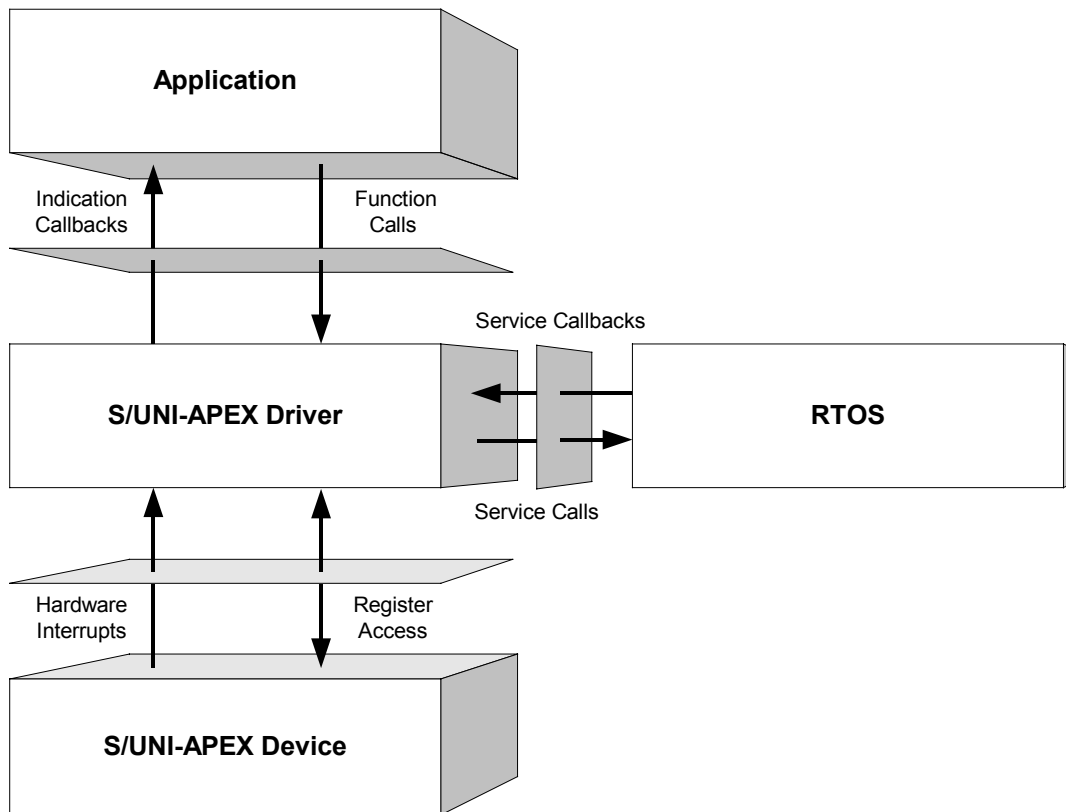 Application
Indication
Callbacks
Function
Calls
Service Callbacks
S/UNI-APEX Driver
RTOS
Service Calls
Hardware
Interrupts
Register
Access
S/UNI-APEX Device